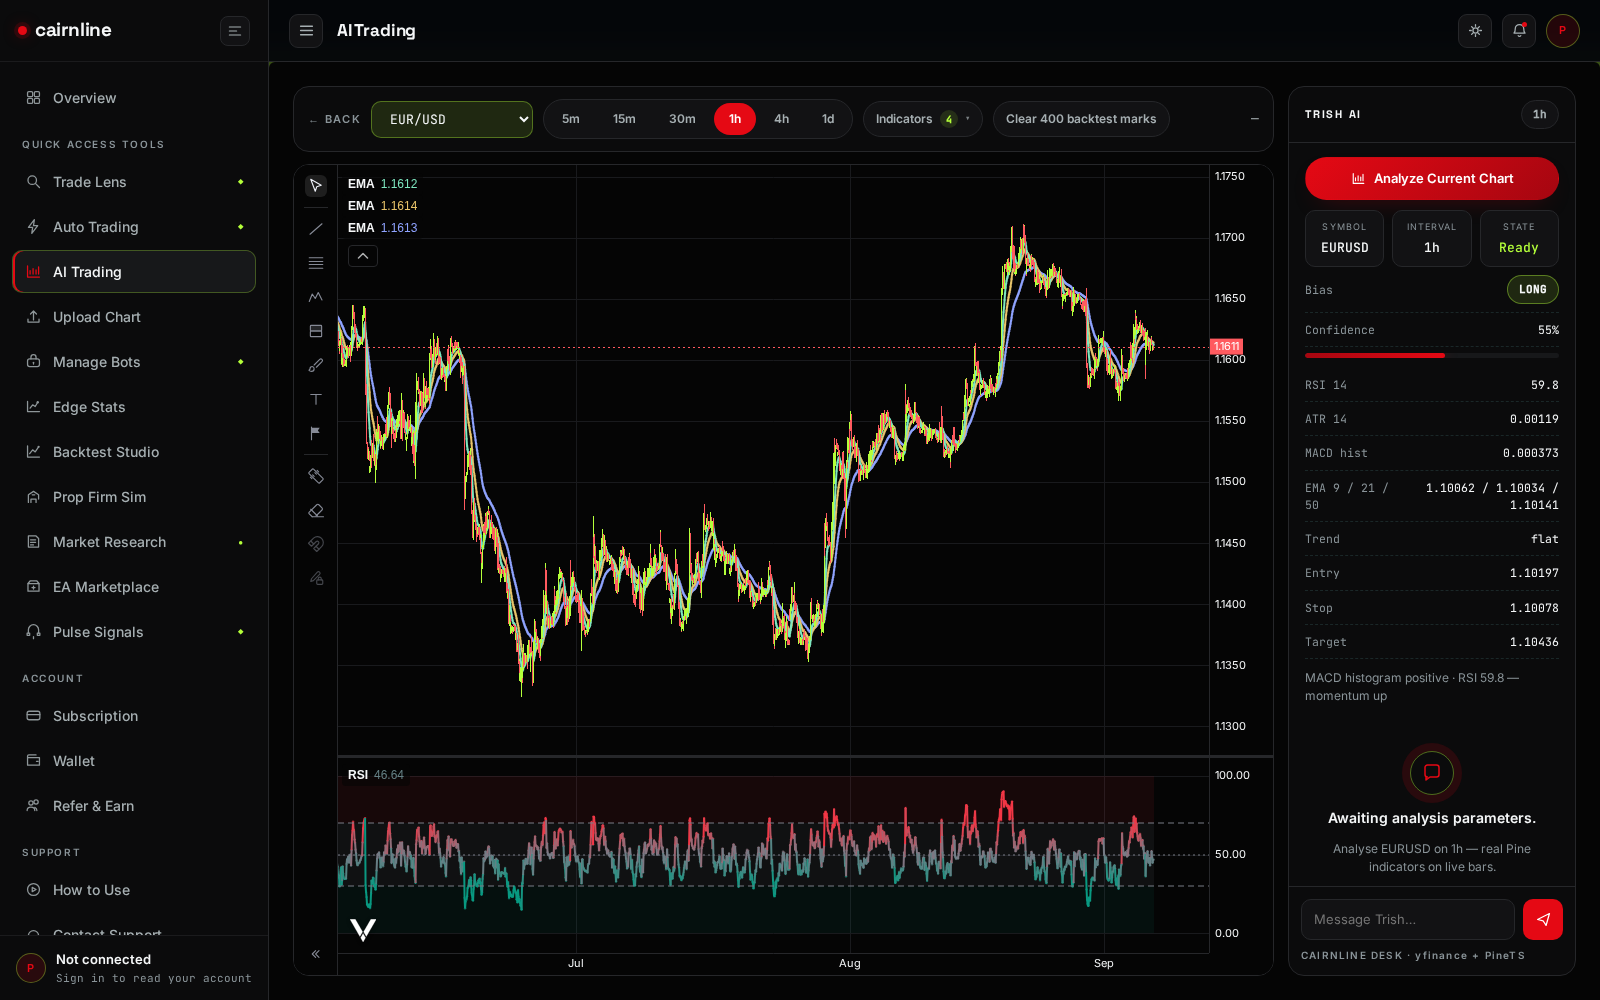 cairnline
Overview
QUICK ACCESS TOOLS
Trade Lens
Auto Trading
AI Trading
Upload Chart
Manage Bots
Edge Stats
Backtest Studio
Prop Firm Sim
Market Research
EA Marketplace
Pulse Signals
ACCOUNT
Subscription
Wallet
Refer & Earn
SUPPORT
How to Use
Contact Support
P
Not connected
Sign in to read your account
AI Trading
P
← BACK
EUR/USD
5m 15m 30m 1h 4h 1d
Indicators 4
Clear 400 backtest marks
EMA 1.1612
EMA 1.1614
EMA 1.1613
1.1750
1.1700
1.1650
1.1611
1.1600
1.1550
1.1500
1.1450
1.1400
1.1350
1.1300
RSI 46.64
100.00
50.00
0.00
Jul Aug Sep
TRISH AI 1h
Analyze Current Chart
SYMBOL INTERVAL STATE
EURUSD 1h Ready
Bias LONG
Confidence 55%
RSI 14 59.8
ATR 14 0.00119
MACD hist 0.000373
EMA 9 / 21 / 1.10062 / 1.10034 /
50 1.10141
Trend flat
Entry 1.10197
Stop 1.10078
Target 1.10436
MACD histogram positive · RSI 59.8 —
momentum up
Awaiting analysis parameters.
Analyse EURUSD on 1h — real Pine
indicators on live bars.
Message Trish...
CAIRNLINE DESK · yfinance + PineTS